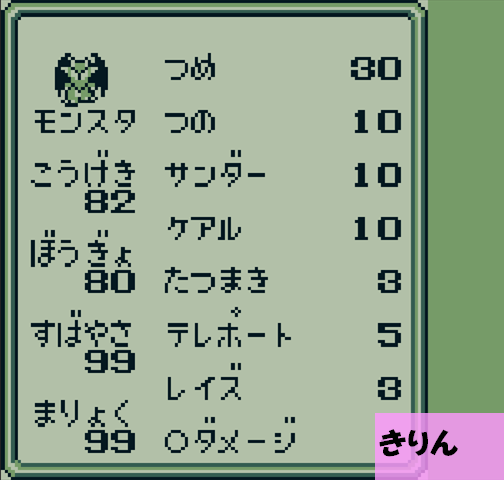 つめ 30
モンスタ つの 10
こうげき サンダー 10
82
ケアル 10
ぼうぎょ
80 たつまき 3
すばやさ テレポート 5
99
レイズ 3
まりょく
99 ○ダメージ
きりん